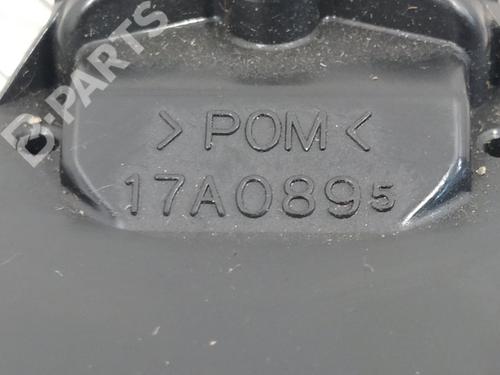 D-PARTS
> POM <
17A0895